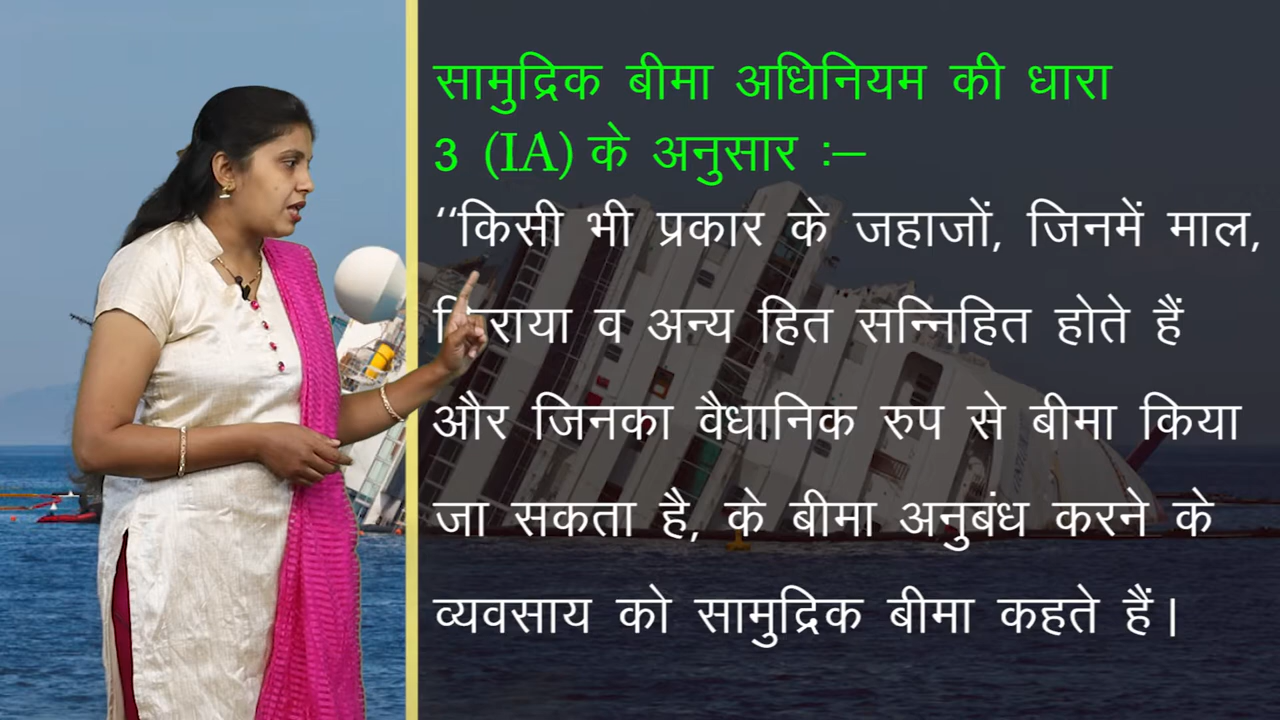 सामुद्रिक बीमा अधिनियम की धारा
3 (IA) के अनुसार :–
‘‘किसी भी प्रकार के जहाजों, जिनमें माल,
किराया व अन्य हित सन्निहित होते हैं
और जिनका वैधानिक रुप से बीमा किया
जा सकता है, के बीमा अनुबंध करने के
व्यवसाय को सामुद्रिक बीमा कहते हैं।